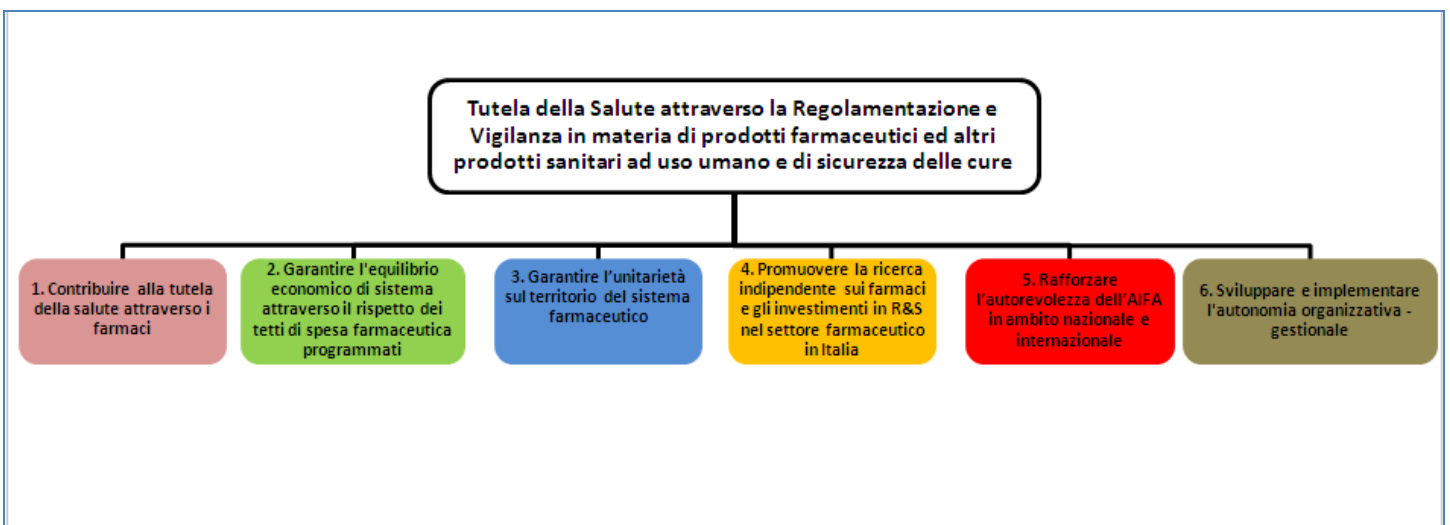 Tutela della Salute attraverso la Regolamentazione e
Vigilanza in materia di prodotti farmaceutici ed altri
prodotti sanitari ad uso umano e di sicurezza delle cure
1. Contribuire alla tutela
della salute attraverso i
farmaci
2. Garantire l'equilibrio
economico di sistema
attraverso il rispetto dei
tetti di spesa farmaceutica
programmati
3. Garantire l’unitarietà
sul territorio del sistema
farmaceutico
4. Promuovere la ricerca
indipendente sui farmaci
e gli investimenti in R&S
nel settore farmaceutico
in Italia
5. Rafforzare
l’autorevolezza dell’AIFA
in ambito nazionale e
internazionale
6. Sviluppare e implementare
l'autonomia organizzativa -
gestionale